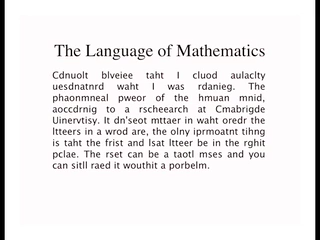 The Language of Mathematics
Cdnuolt blveiee taht I cluod aulaclty
uesdnatnrd waht I was rdanieg. The
phaonmneal pweor of the hmuan mnid,
aoccdrnig to a rscheearch at Cmabrigde
Uinervtisy. It dn'seot mttaer in waht oredr the
ltteers in a wrod are, the olny iprmoatnt tihng
is taht the frist and lsat ltteer be in the rghit
pclae. The rset can be a taotl mses and you
can sitll raed it wouthit a porbelm.